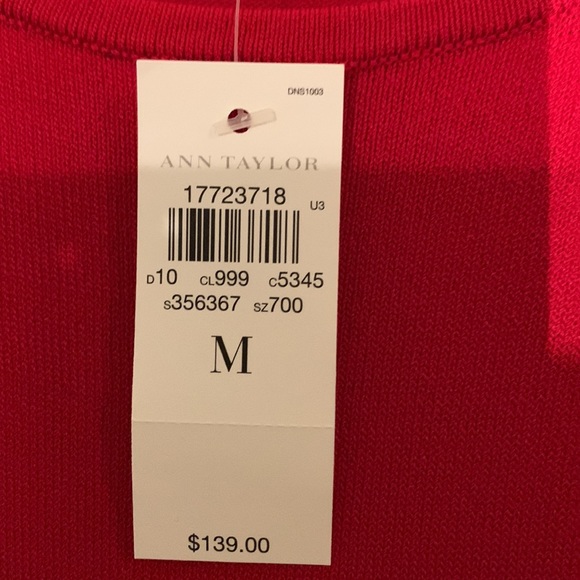 DNS1003
ANN TAYLOR
17723718 U3
D10 CL999 C5345
S356367 SZ700
M
$139.00